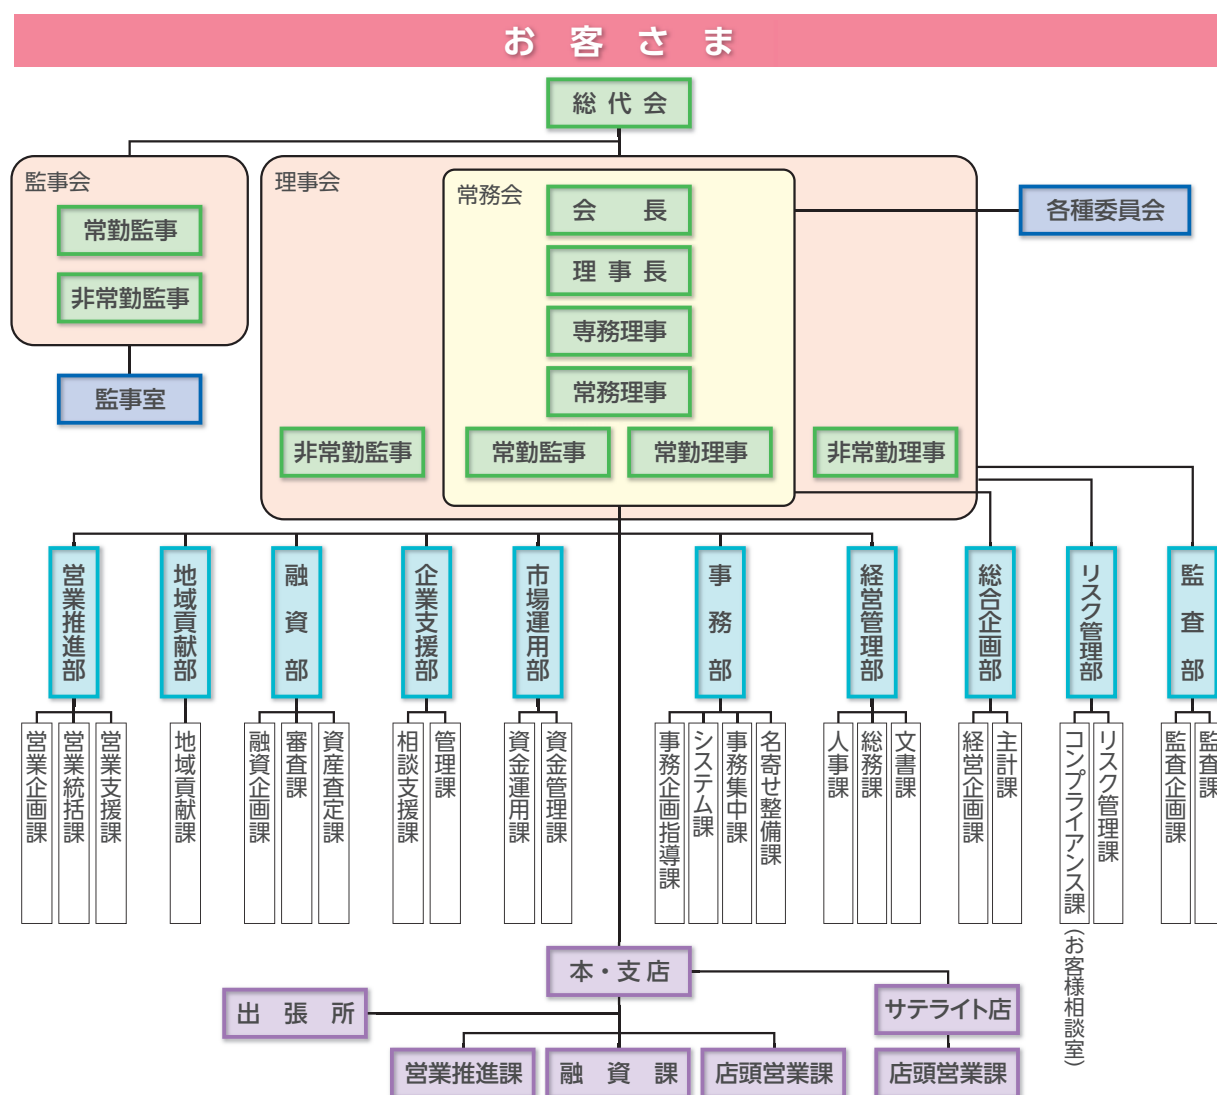 お客さま
総代会
監事会
常勤監事
非常勤監事
監事室
理事会
常務会
会長
理事長
専務理事
常務理事
非常勤監事
常勤監事
常勤理事
非常勤理事
各種委員会
営業推進部
地域貢献部
融資部
企業支援部
市場運用部
事務部
経営管理部
総合企画部
リスク管理部
監査部
営業企画課
営業統括課
営業支援課
地域貢献課
融資企画課
審査課
資産査定課
相談支援課
管理課
資金運用課
資金管理課
事務企画指導課
システム課
事務集中課
名寄せ整備課
人事課
総務課
文書課
経営企画課
主計課
コンプライアンス課(お客様相談室)
リスク管理課
監査企画課
監査課
本・支店
出張所
サテライト店
営業推進課
融資課
店頭営業課
店頭営業課